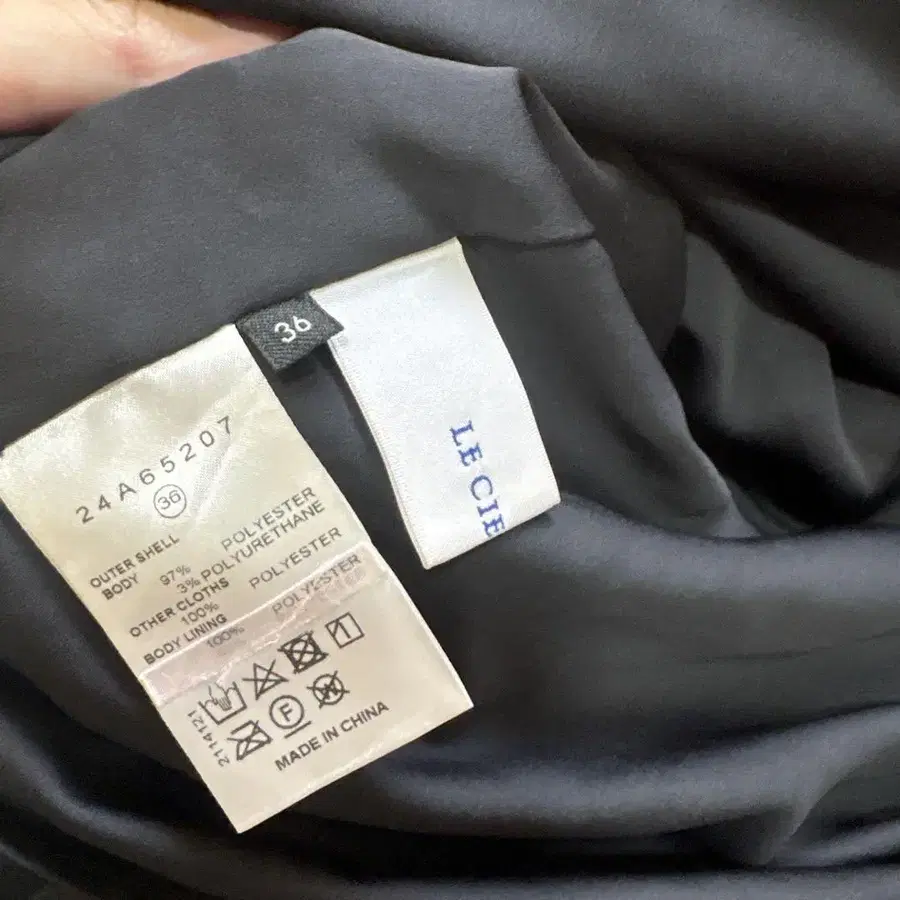 36
LE CIE
24A65207
36
OUTER SHELL
BODY 97% POLYESTER
3% POLYURETHANE
OTHER CLOTHS
100% POLYESTER
BODY LINING
100% POLYESTER
F
W
2114121
MADE IN CHINA